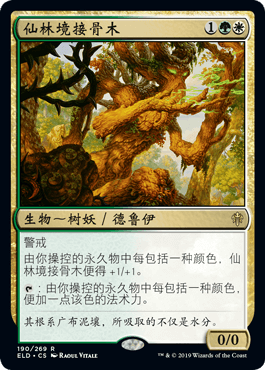 仙林境接骨木 1
生物～树妖／德鲁伊
警戒
由你操控的永久物中每包括一种颜色，仙
林境接骨木便得 +1/+1。
：由你操控的永久物中每包括一种颜色，
便加一点该色的法术力。
其根系广布泥壤，所吸取的不仅是水分。
0/0
190/269 R
ELD • CS RAOUL VITALE
™ & © 2019 Wizards of the Coast